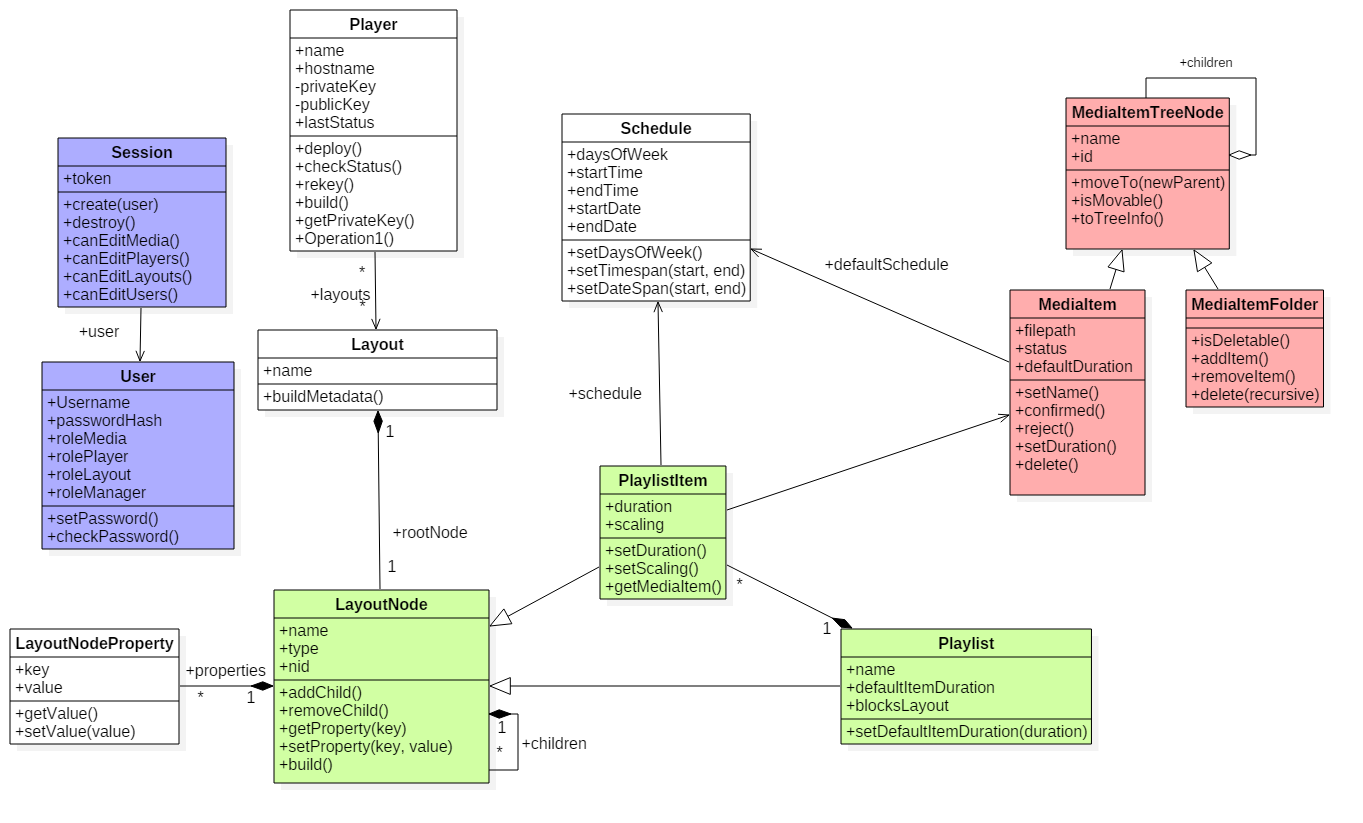 Player
+name
+hostname
-privateKey
-publicKey
+lastStatus
+deploy()
+checkStatus()
+rekey()
+build()
+getPrivateKey()
+Operation1()
*
+layouts
*
Session
+token
+create(user)
+destroy()
+canEditMedia()
+canEditPlayers()
+canEditLayouts()
+canEditUsers()
+user
User
+Username
+passwordHash
+roleMedia
+rolePlayer
+roleLayout
+roleManager
+setPassword()
+checkPassword()
Layout
+name
+buildMetadata()
1
+rootNode
1
Schedule
+daysOfWeek
+startTime
+endTime
+startDate
+endDate
+setDaysOfWeek()
+setTimespan(start, end)
+setDateSpan(start, end)
+defaultSchedule
+schedule
+children
MediaItemTreeNode
+name
+id
+moveTo(newParent)
+isMovable()
+toTreeInfo()
MediaItem
+filepath
+status
+defaultDuration
+setName()
+confirmed()
+reject()
+setDuration()
+delete()
MediaItemFolder
+isDeletable()
+addItem()
+removeItem()
+delete(recursive)
PlaylistItem
+duration
+scaling
+setDuration()
+setScaling()
+getMediaItem()
*
1
LayoutNodeProperty
+key
+value
+getValue()
+setValue(value)
+properties
*
1
LayoutNode
+name
+type
+nid
+addChild()
+removeChild()
+getProperty(key)
+setProperty(key, value)
+build()
1
*
+children
Playlist
+name
+defaultItemDuration
+blocksLayout
+setDefaultItemDuration(duration)